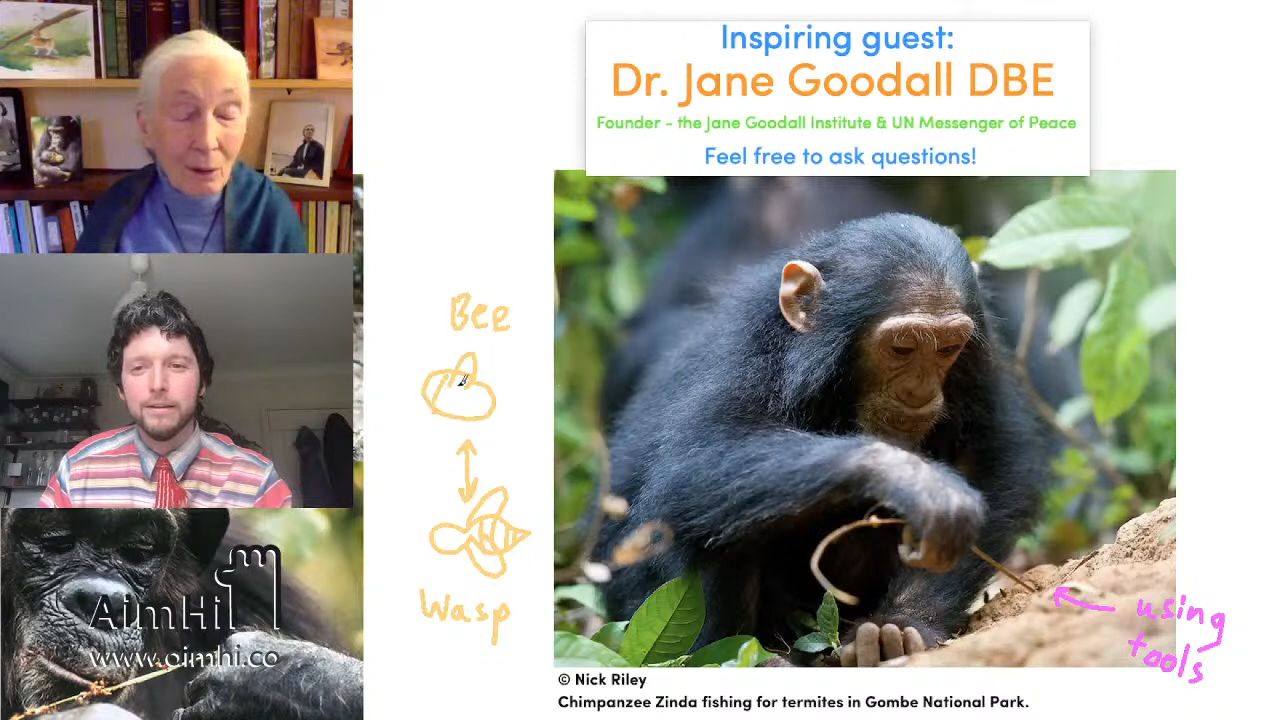 Inspiring guest:
Dr. Jane Goodall DBE
Founder - the Jane Goodall Institute & UN Messenger of Peace
Feel free to ask questions!
Bee
Wasp
using
tools
AimHi
www.aimhi.co
© Nick Riley
Chimpanzee Zinda fishing for termites in Gombe National Park.